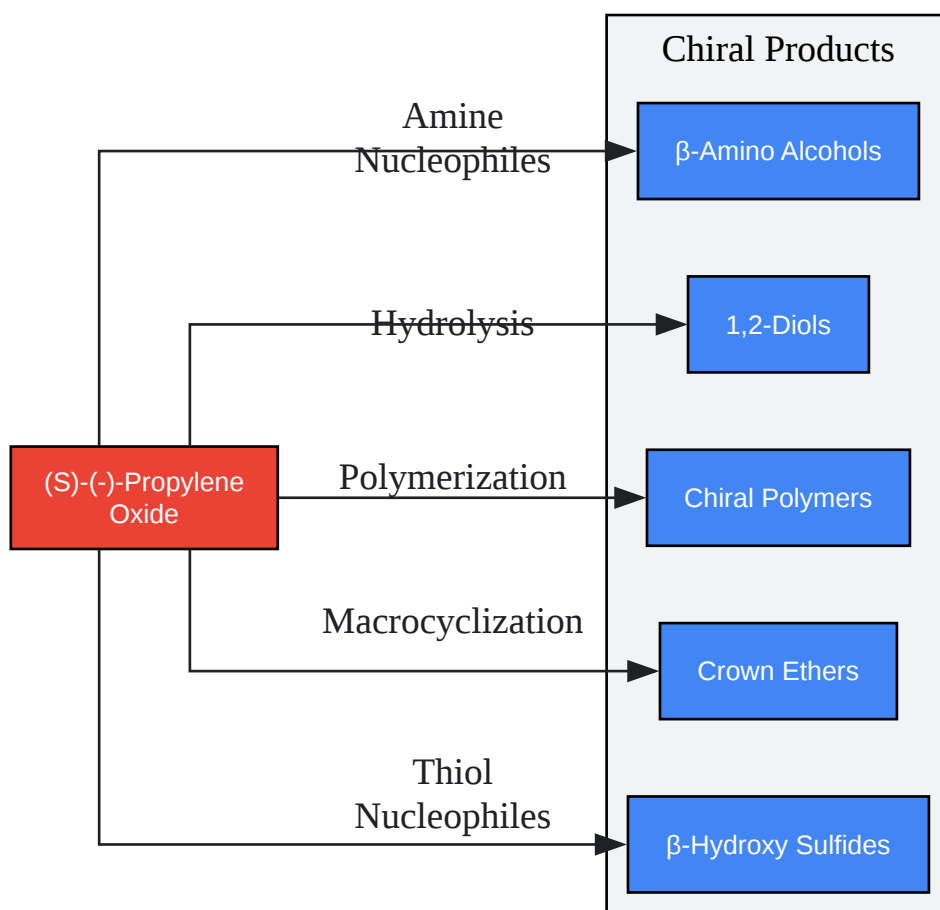 Chiral Products
Amine
Nucleophiles
β-Amino Alcohols
Hydrolysis
1,2-Diols
(S)-(-)-Propylene
Oxide
Polymerization
Chiral Polymers
Macrocyclization
Crown Ethers
Thiol
Nucleophiles
β-Hydroxy Sulfides